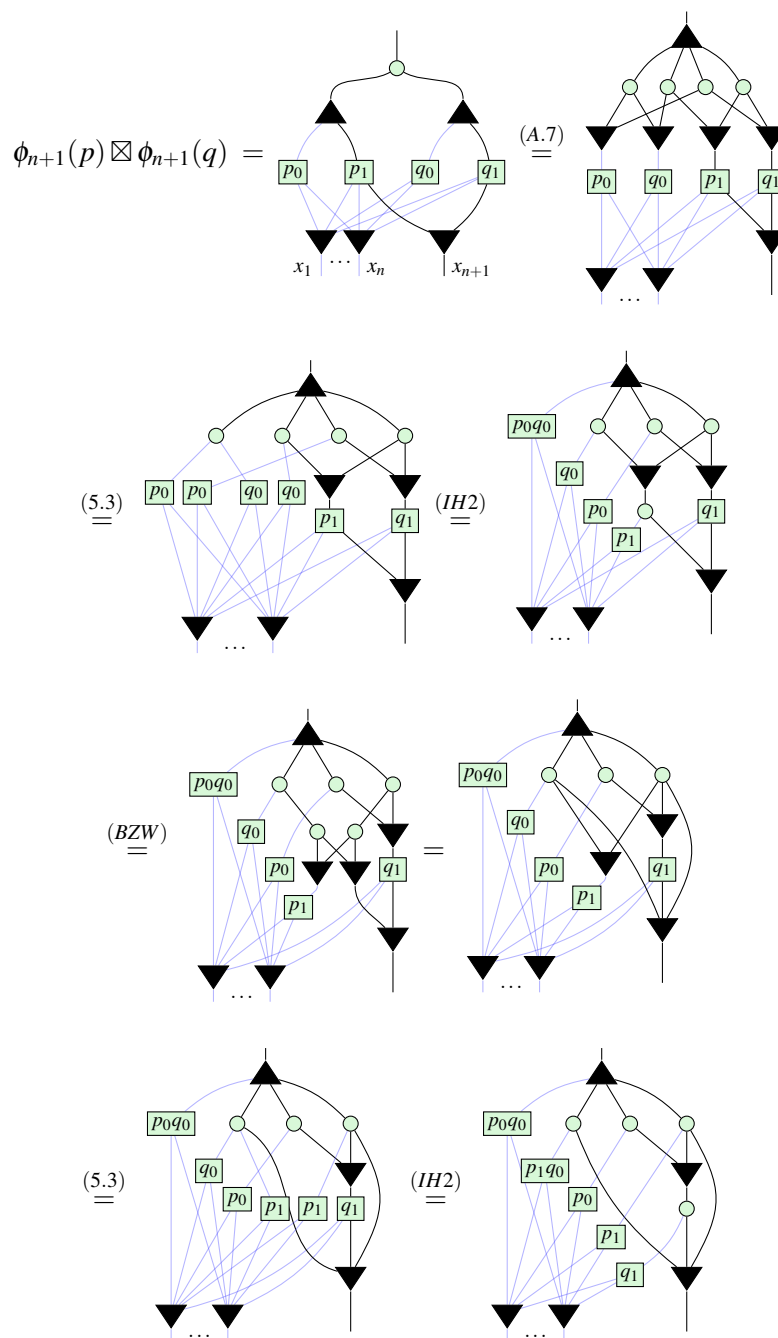 ϕn+1(p) ⊠ ϕn+1(q) =
p0 p1 q0 q1
x1 ... xn xn+1
(A.7)
=
p0 q0 p1 q1
...
(5.3)
=
p0 p0 q0 q0
p1 q1
...
(IH2)
=
p0q0
q0
p0 q1
p1
...
(BZW)
=
p0q0
q0
p0 q1
p1
...
=
p0q0
q0
p0 q1
p1
...
(5.3)
=
p0q0
q0
p0 p1 p1 q1
...
(IH2)
=
p0q0
p1q0
p0
p1
q1
...